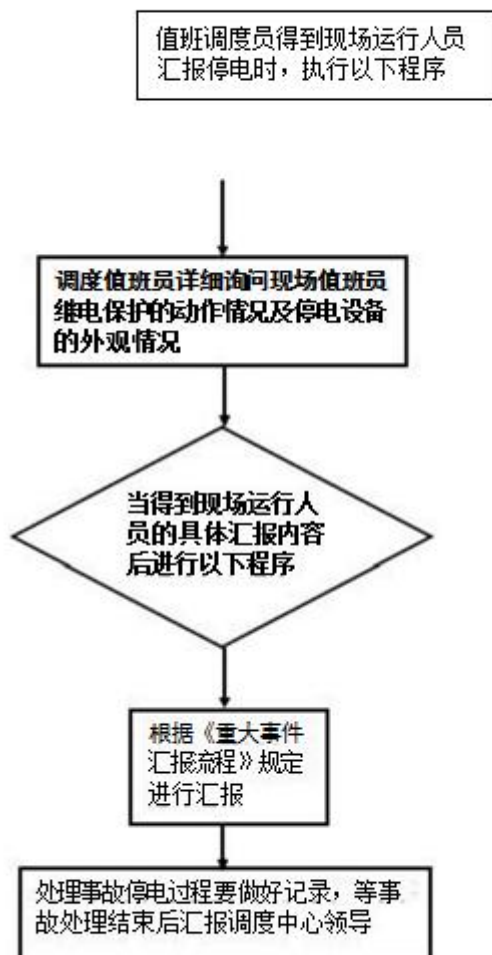 值班调度员得到现场运行人员
汇报停电时，执行以下程序
调度值班员详细询问现场值班员
继电保护的动作情况及停电设备
的外观情况
当得到现场运行人
员的具体汇报内容
后进行以下程序
根据《重大事件
汇报流程》规定
进行汇报
处理事故停电过程要做好记录，等事
故处理结束后汇报调度中心领导